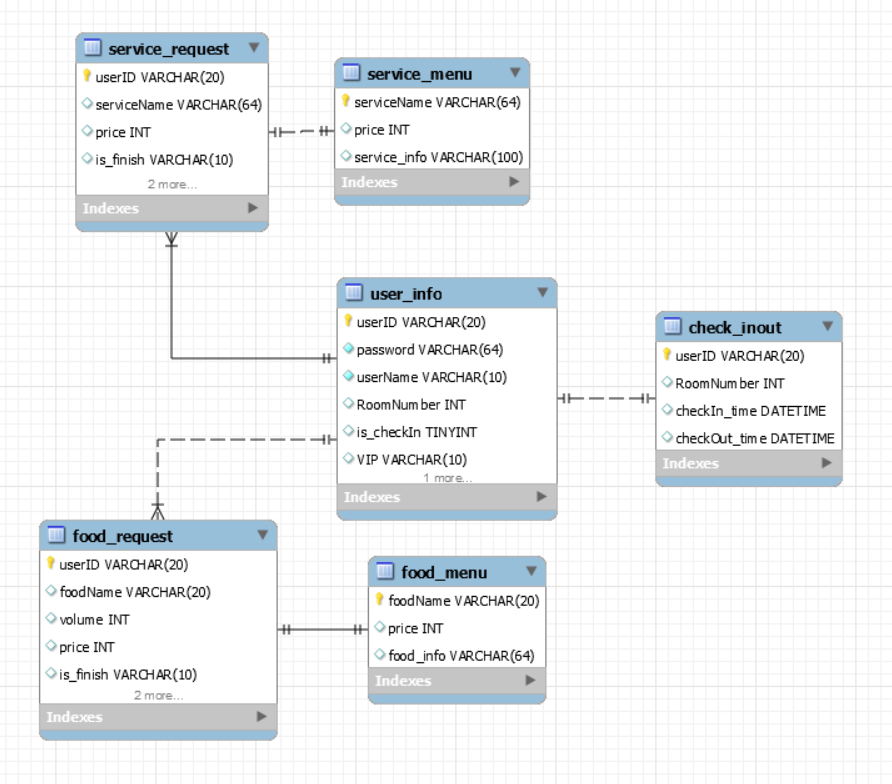 service_request
userID VARCHAR(20)
serviceName VARCHAR(64)
price INT
is_finish VARCHAR(10)
2 more...
Indexes
service_menu
serviceName VARCHAR(64)
price INT
service_info VARCHAR(100)
Indexes
user_info
userID VARCHAR(20)
password VARCHAR(64)
userName VARCHAR(10)
RoomNumber INT
is_checkIn TINYINT
VIP VARCHAR(10)
1 more...
Indexes
check_inout
userID VARCHAR(20)
RoomNumber INT
checkIn_time DATETIME
checkOut_time DATETIME
Indexes
food_request
userID VARCHAR(20)
foodName VARCHAR(20)
volume INT
price INT
is_finish VARCHAR(10)
2 more...
Indexes
food_menu
foodName VARCHAR(20)
price INT
food_info VARCHAR(64)
Indexes